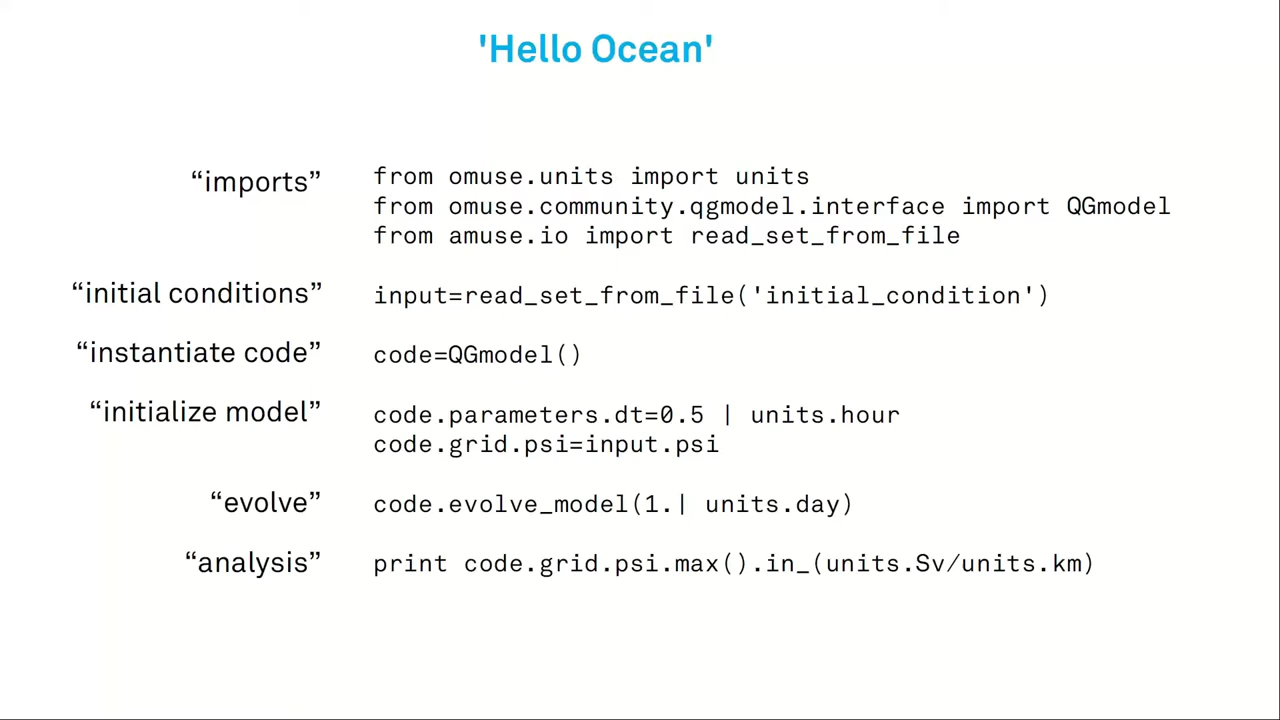 'Hello Ocean'
“imports” from omuse.units import units
from omuse.community.qgmodel.interface import QGmodel
from amuse.io import read_set_from_file
“initial conditions” input=read_set_from_file('initial_condition')
“instantiate code” code=QGmodel()
“initialize model” code.parameters.dt=0.5 | units.hour
code.grid.psi=input.psi
“evolve” code.evolve_model(1.| units.day)
“analysis” print code.grid.psi.max().in_(units.Sv/units.km)